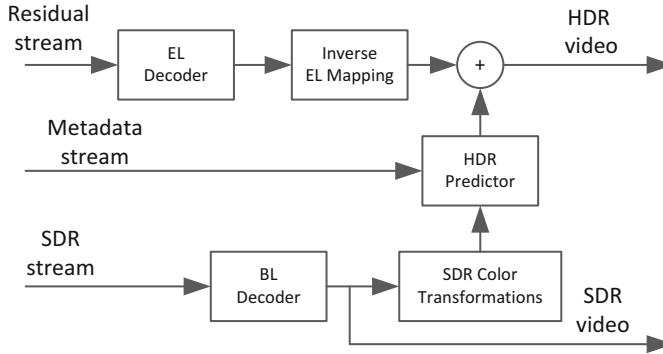 Residual
stream
EL
Decoder
Inverse
EL Mapping
+
HDR
video
Metadata
stream
HDR
Predictor
SDR
stream
BL
Decoder
SDR Color
Transformations
SDR
video